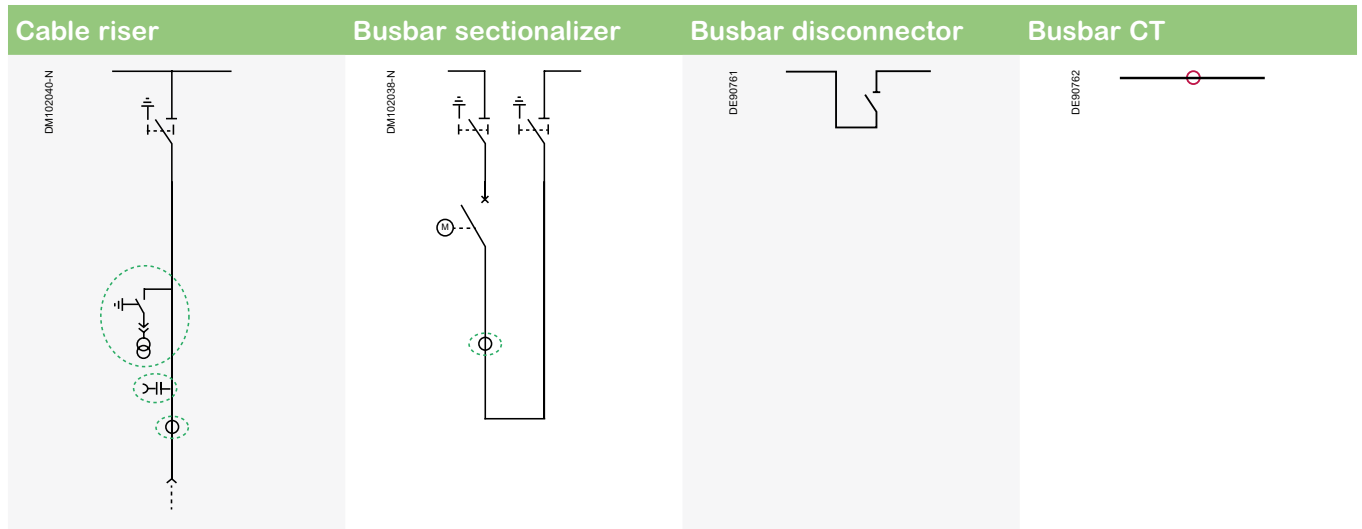 Cable riser
Busbar sectionalizer
Busbar disconnector
Busbar CT
DM102040-N
DM102038-N
M
DE90761
DE90762